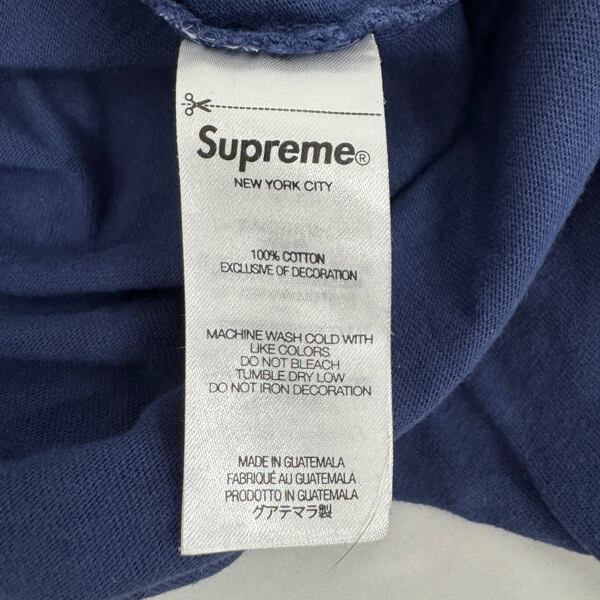 Supreme®
NEW YORK CITY
100% COTTON
EXCLUSIVE OF DECORATION
MACHINE WASH COLD WITH
LIKE COLORS
DO NOT BLEACH
TUMBLE DRY LOW
DO NOT IRON DECORATION
MADE IN GUATEMALA
FABRIQUÉ AU GUATEMALA
PRODOTTO IN GUATEMALA
グアテマラ製